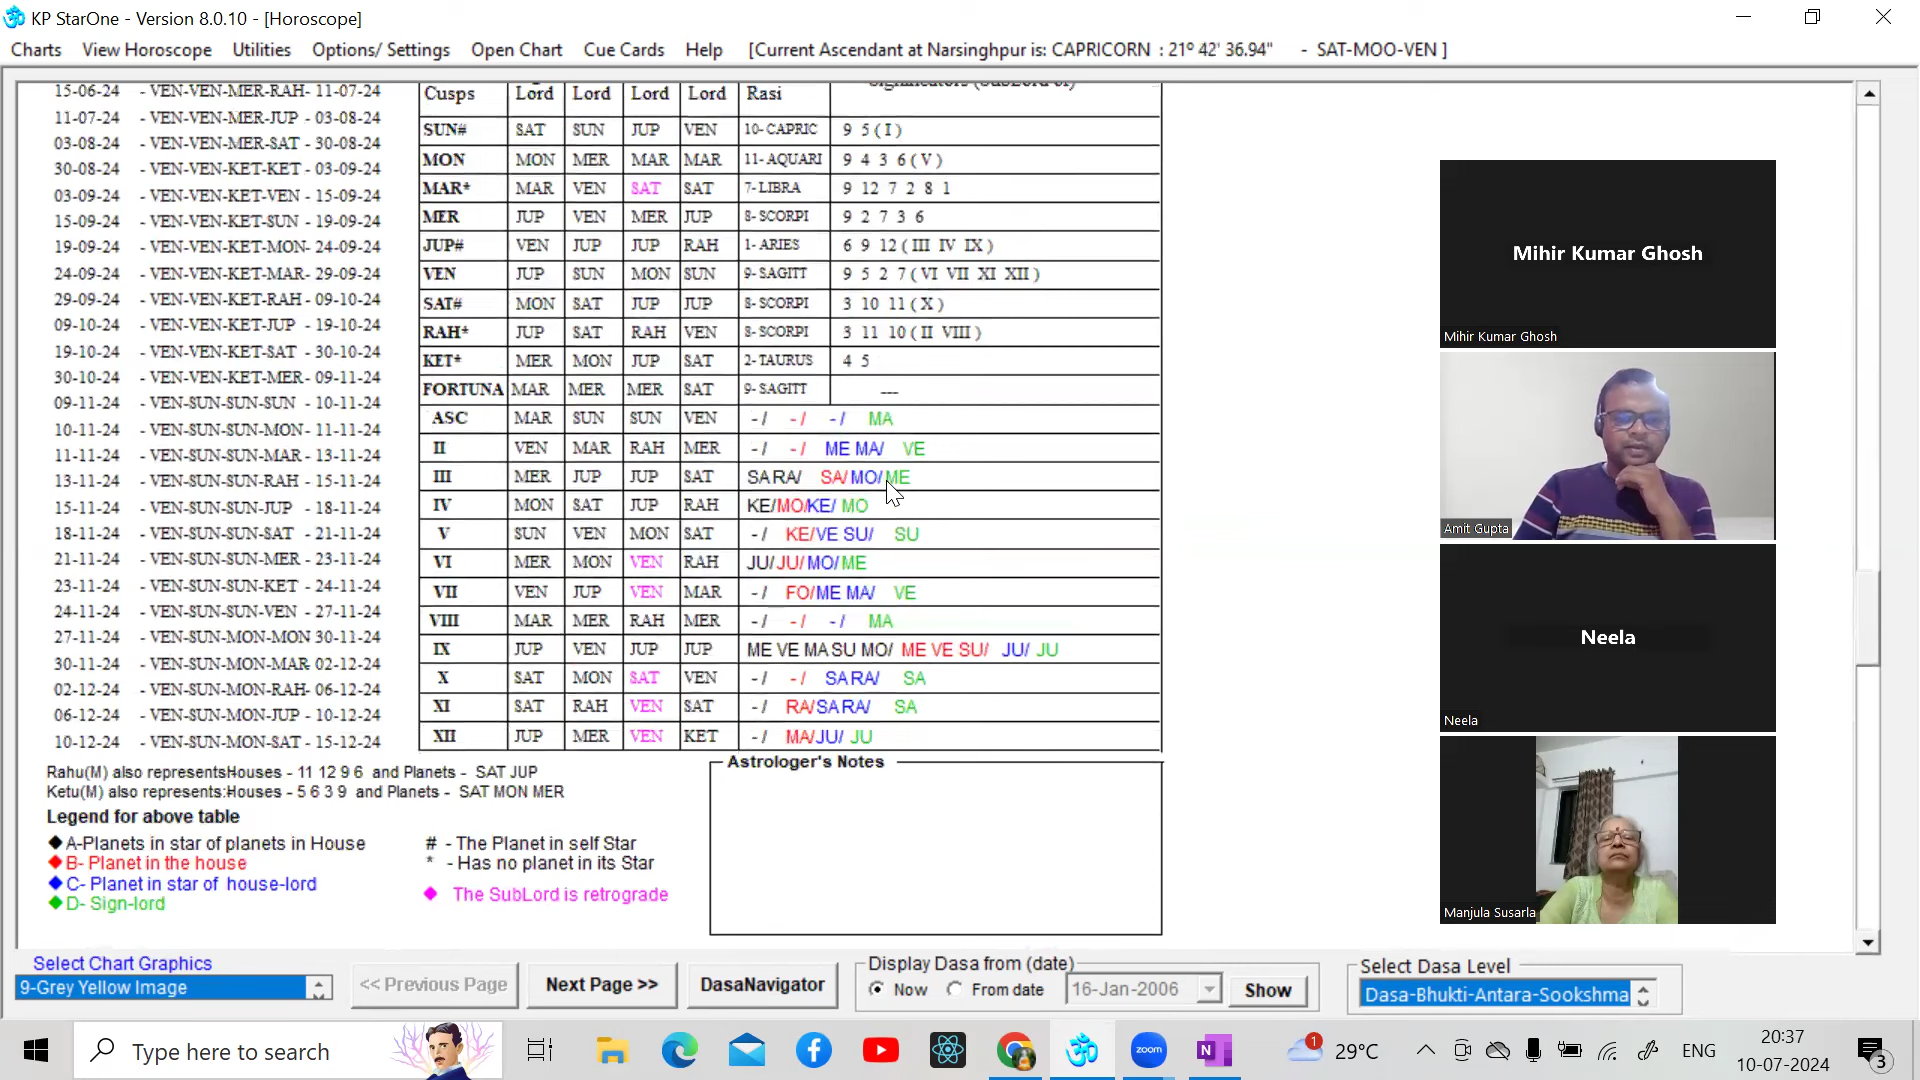 KP StarOne - Version 8.0.10 - [Horoscope]
Charts View Horoscope Utilities Options/ Settings Open Chart Cue Cards Help [Current Ascendant at Narsinghpur is: CAPRICORN : 21º 42' 36.94" - SAT-MOO-VEN ]
15-06-24 - VEN-VEN-MER-RAH- 11-07-24
11-07-24 - VEN-VEN-MER-JUP - 03-08-24
03-08-24 - VEN-VEN-MER-SAT - 30-08-24
30-08-24 - VEN-VEN-KET-KET - 03-09-24
03-09-24 - VEN-VEN-KET-VEN - 15-09-24
15-09-24 - VEN-VEN-KET-SUN - 19-09-24
19-09-24 - VEN-VEN-KET-MON- 24-09-24
24-09-24 - VEN-VEN-KET-MAR- 29-09-24
29-09-24 - VEN-VEN-KET-RAH - 09-10-24
09-10-24 - VEN-VEN-KET-JUP - 19-10-24
19-10-24 - VEN-VEN-KET-SAT - 30-10-24
30-10-24 - VEN-VEN-KET-MER- 09-11-24
09-11-24 - VEN-SUN-SUN-SUN - 10-11-24
10-11-24 - VEN-SUN-SUN-MON- 11-11-24
11-11-24 - VEN-SUN-SUN-MAR - 13-11-24
13-11-24 - VEN-SUN-SUN-RAH - 15-11-24
15-11-24 - VEN-SUN-SUN-JUP - 18-11-24
18-11-24 - VEN-SUN-SUN-SAT - 21-11-24
21-11-24 - VEN-SUN-SUN-MER - 23-11-24
23-11-24 - VEN-SUN-SUN-KET - 24-11-24
24-11-24 - VEN-SUN-SUN-VEN - 27-11-24
27-11-24 - VEN-SUN-MON-MON 30-11-24
30-11-24 - VEN-SUN-MON-MAR 02-12-24
02-12-24 - VEN-SUN-MON-RAH- 06-12-24
06-12-24 - VEN-SUN-MON-JUP - 10-12-24
10-12-24 - VEN-SUN-MON-SAT - 15-12-24
Cusps Lord Lord Lord Lord Rasi
SUN# SAT SUN JUP VEN 10- CAPRIC 9 5 ( I )
MON MON MER MAR MAR 11- AQUARI 9 4 3 6 ( V )
MAR* MAR VEN SAT SAT 7- LIBRA 9 12 7 2 8 1
MER JUP VEN MER JUP 8- SCORPI 9 2 7 3 6
JUP# VEN JUP JUP RAH 1- ARIES 6 9 12 ( III IV IX )
VEN JUP SUN MON SUN 9- SAGITT 9 5 2 7 ( VI VII XI XII )
SAT# MON SAT JUP JUP 8- SCORPI 3 10 11 ( X )
RAH* JUP SAT RAH VEN 8- SCORPI 3 11 10 ( II VIII )
KET* MER MON JUP SAT 2- TAURUS 4 5
FORTUNA MAR MER MER SAT 9- SAGITT ---
ASC MAR SUN SUN VEN - / - / - / MA
II VEN MAR RAH MER - / - / ME MA/ VE
III MER JUP JUP SAT SA RA/ SA/ MO/ ME
IV MON SAT JUP RAH KE/MO/KE/ MO
V SUN VEN MON SAT - / KE/VE SU/ SU
VI MER MON VEN RAH JU/JU/MO/ME
VII VEN JUP VEN MAR - / FO/ME MA/ VE
VIII MAR MER RAH MER - / - / - / MA
IX JUP VEN JUP JUP ME VE MA SU MO/ ME VE SU/ JU/ JU
X SAT MON SAT VEN - / - / SA RA/ SA
XI SAT RAH VEN SAT - / RA/SA RA/ SA
XII JUP MER VEN KET - / MA/JU/ JU
Rahu(M) also representsHouses - 11 12 9 6 and Planets - SAT JUP
Ketu(M) also represents:Houses - 5 6 3 9 and Planets - SAT MON MER
Legend for above table
A-Planets in star of planets in House
B- Planet in the house
C- Planet in star of house-lord
D- Sign-lord
# - The Planet in self Star
* - Has no planet in its Star
The SubLord is retrograde
Astrologer's Notes
Mihir Kumar Ghosh
Mihir Kumar Ghosh
Amit Gupta
Neela
Neela
Manjula Susarla
Select Chart Graphics
9-Grey Yellow Image
<< Previous Page
Next Page >>
DasaNavigator
Display Dasa from (date)
Now From date 16-Jan-2006 Show
Select Dasa Level
Dasa-Bhukti-Antara-Sookshma
Type here to search
zoom
1
29°C
ENG
20:37
10-07-2024
3